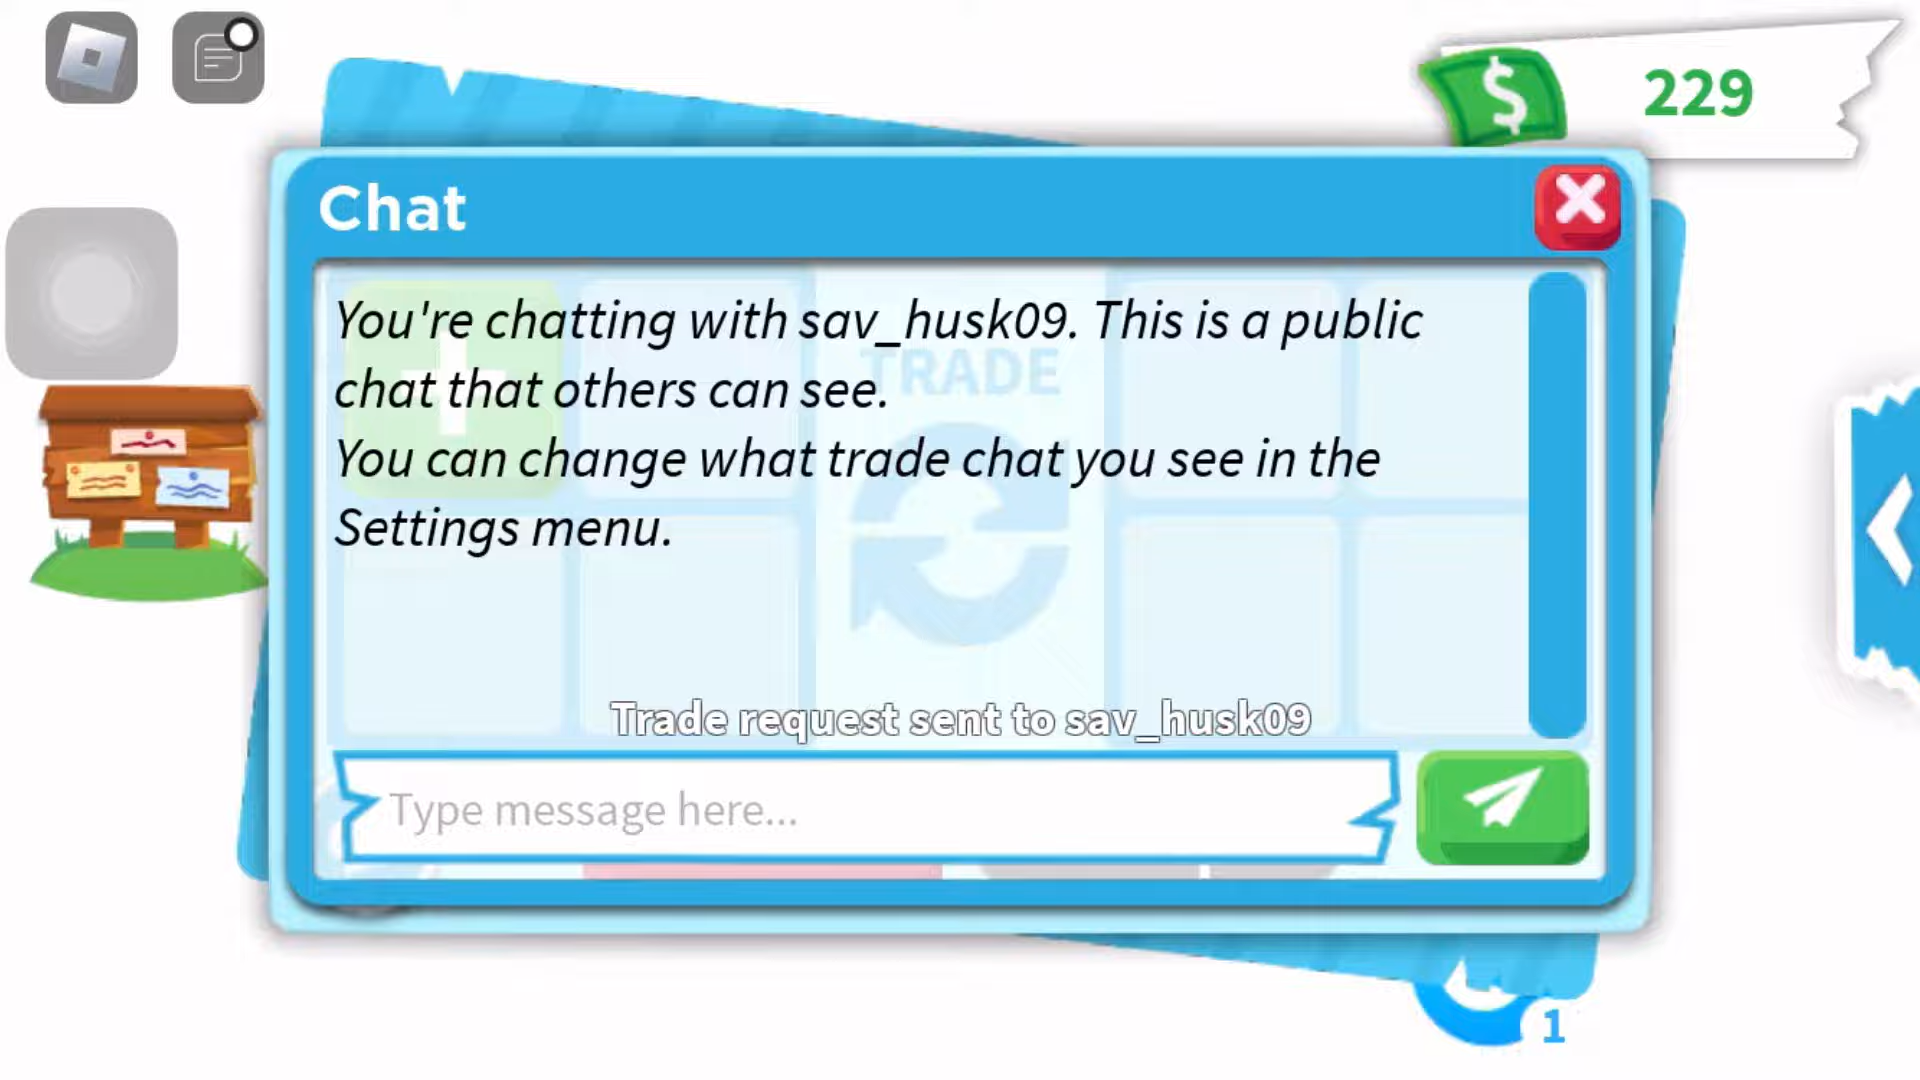 229
Chat
You're chatting with sav_husk09. This is a public
chat that others can see.
TRADE
You can change what trade chat you see in the
Settings menu.
Trade request sent to sav_husk09
Type message here...
1